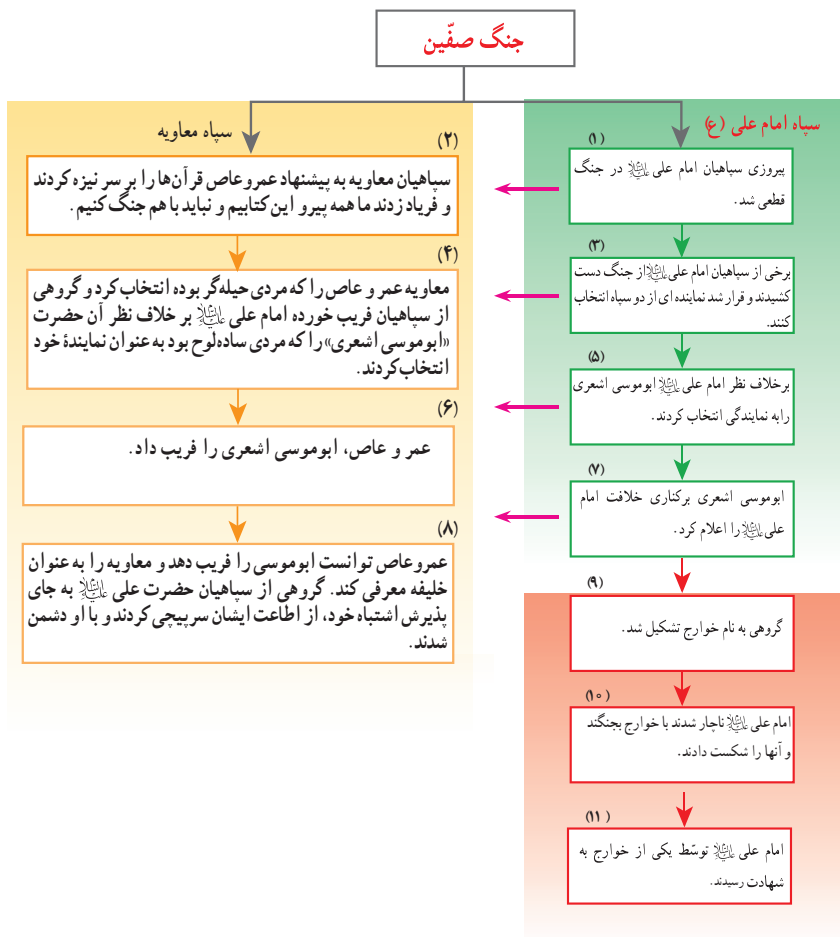 جنگ صفّین
سپاه امام علی (ع)
سپاه معاویه
(۱)
پیروزی سپاهیان امام علی علیه‌السلام در جنگ
قطعی شد.
(۲)
سپاهیان معاویه به پیشنهاد عمروعاص قرآن‌ها را بر سر نیزه کردند
و فریاد زدند ما همه پیرو این کتابیم و نباید با هم جنگ کنیم.
(۳)
برخی از سپاهیان امام علی علیه‌السلام از جنگ دست
کشیدند و قرار شد نماینده ای از دو سپاه انتخاب
کنند.
(۴)
معاویه عمر و عاص را که مردی حیله‌گر بوده انتخاب کرد و گروهی
از سپاهیان فریب خورده امام علی علیه‌السلام بر خلاف نظر آن حضرت
«ابوموسی اشعری» را که مردی ساده‌لوح بود به عنوان نمایندهٔ خود
انتخاب کردند.
(۵)
برخلاف نظر امام علی علیه‌السلام ابوموسی اشعری
رابه نمایندگی انتخاب کردند.
(۶)
عمر و عاص، ابوموسی اشعری را فریب داد.
(۷)
ابوموسی اشعری برکناری خلافت امام
علی علیه‌السلام را اعلام کرد.
(۸)
عمروعاص توانست ابوموسی را فریب دهد و معاویه را به عنوان
خلیفه معرفی کند. گروهی از سپاهیان حضرت علی علیه‌السلام به جای
پذیرش اشتباه خود، از اطاعت ایشان سرپیچی کردند و با او دشمن
شدند.
(۹)
گروهی به نام خوارج تشکیل شد.
(۱۰)
امام علی علیه‌السلام ناچار شدند با خوارج بجنگند
و آنها را شکست دادند.
(۱۱)
امام علی علیه‌السلام توسّط یکی از خوارج به
شهادت رسیدند.